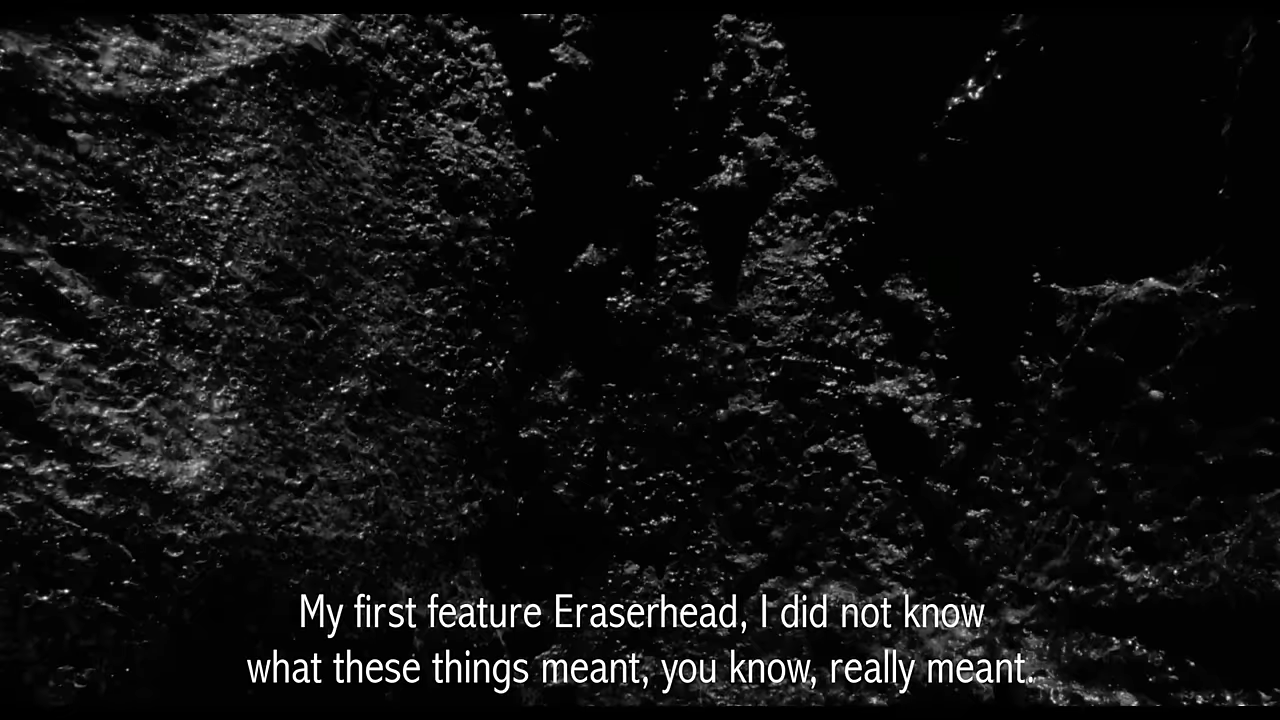 My first feature Eraserhead, I did not know
what these things meant, you know, really meant.